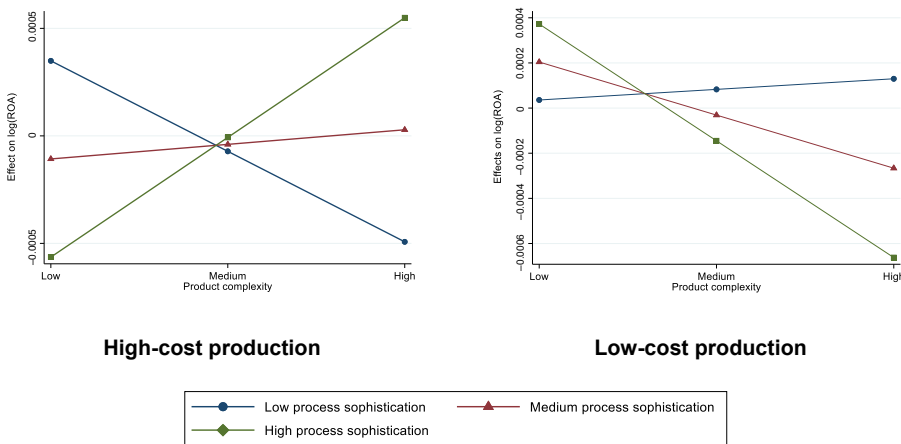 0.0005
0
−0.0005
Effect on log(ROA)
Low
Medium
High
Product complexity
0.0004
0.0002
0
−0.0002
−0.0004
−0.0006
Effects on log(ROA)
Low
Medium
High
Product complexity
High-cost production
Low-cost production
Low process sophistication
Medium process sophistication
High process sophistication